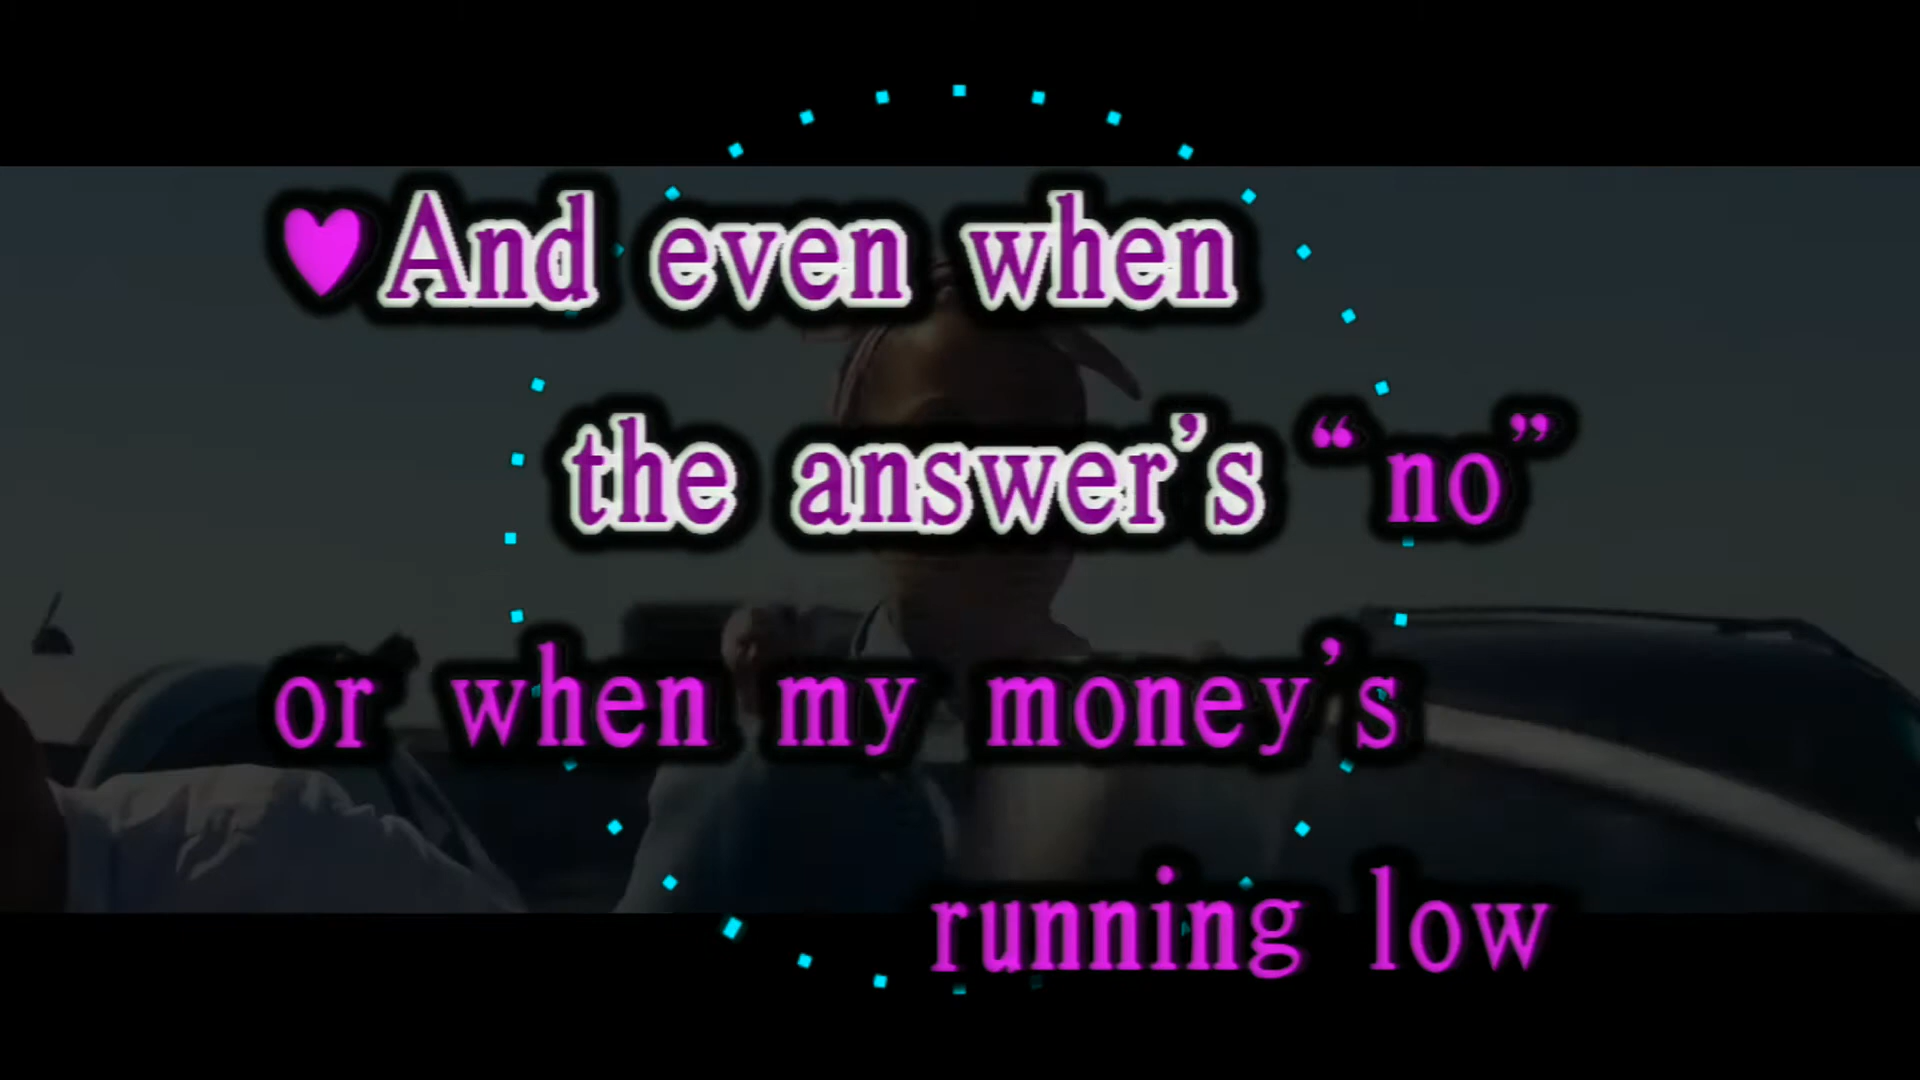 ♥And even when
the answer’s “no”
or when my money’s
running low